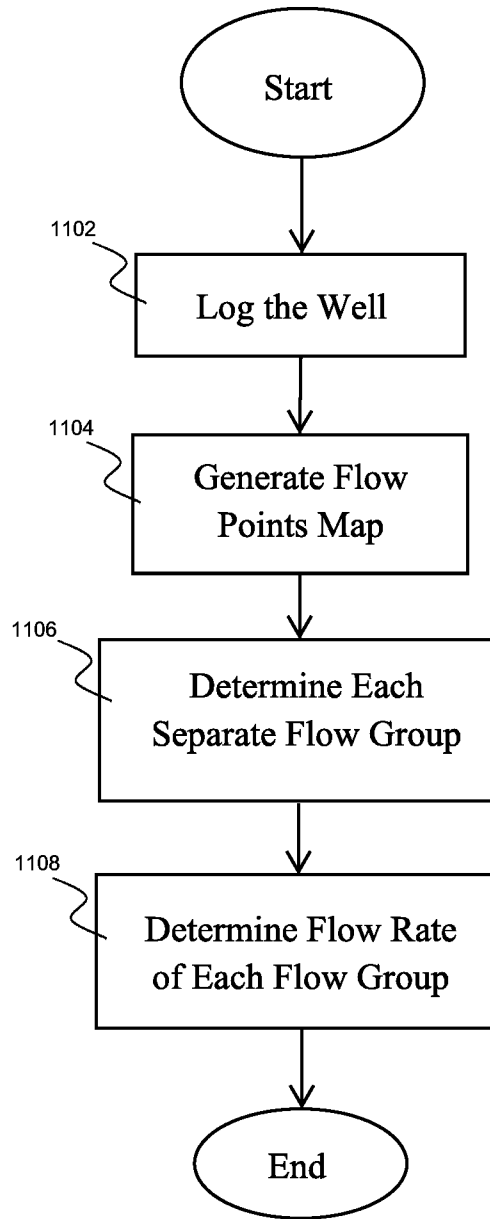 Start
1102
Log the Well
1104
Generate Flow
Points Map
1106
Determine Each
Separate Flow Group
1108
Determine Flow Rate
of Each Flow Group
End